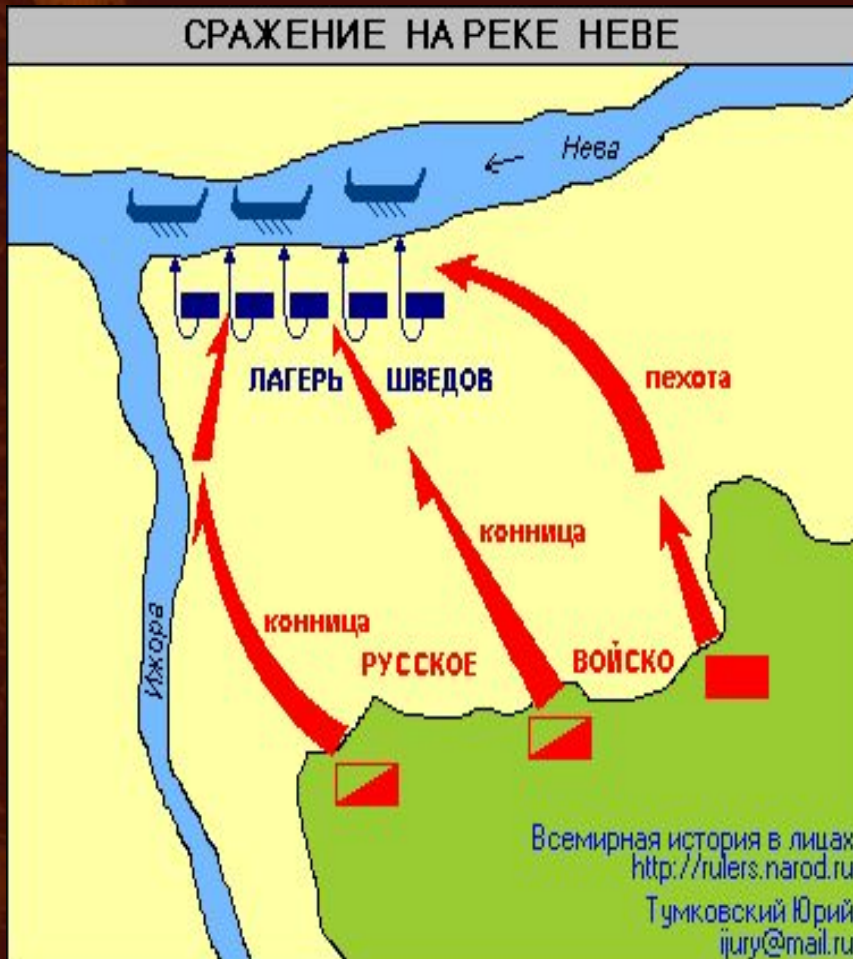 СРАЖЕНИЕ НА РЕКЕ НЕВЕ
Нева
ЛАГЕРЬ ШВЕДОВ
пехота
конница
конница
РУССКОЕ ВОЙСКО
Ижора
Всемирная история в лицах
http://rulers.narod.ru
Тумковский Юрий
ijury@mail.ru